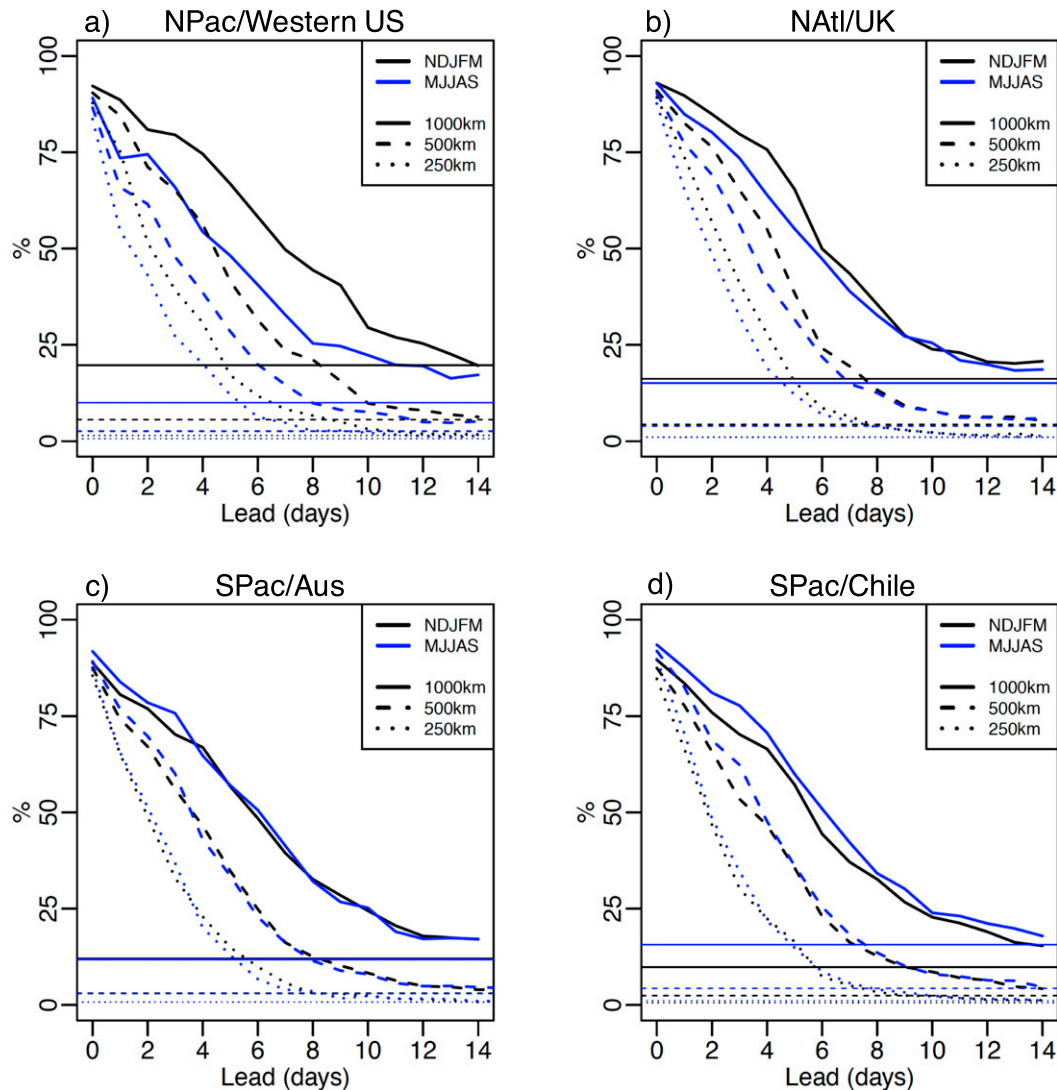 a) NPac/Western US
NDJFM
MJJAS
1000km
500km
250km
%
0 25 50 75 100
0 2 4 6 8 10 12 14
Lead (days)
b) NAtl/UK
NDJFM
MJJAS
1000km
500km
250km
%
0 25 50 75 100
0 2 4 6 8 10 12 14
Lead (days)
c) SPac/Aus
NDJFM
MJJAS
1000km
500km
250km
%
0 25 50 75 100
0 2 4 6 8 10 12 14
Lead (days)
d) SPac/Chile
NDJFM
MJJAS
1000km
500km
250km
%
0 25 50 75 100
0 2 4 6 8 10 12 14
Lead (days)